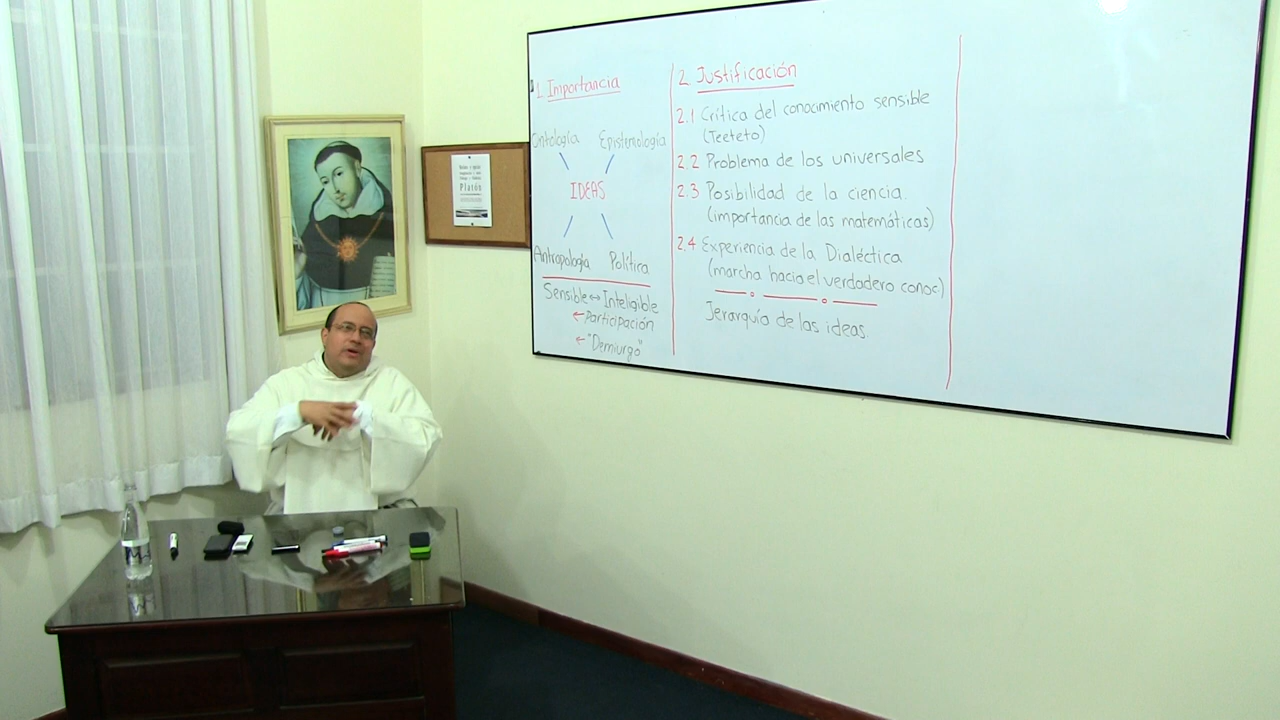 Platón
1. Importancia
Ontología Epistemología
IDEAS
Antropología Política
Sensible ↔ Inteligible
← Participación
← "Demiurgo"
2. Justificación
2.1 Crítica del conocimiento sensible
(Teeteto)
2.2 Problema de los universales
2.3 Posibilidad de la ciencia.
(importancia de las matemáticas)
2.4 Experiencia de la Dialéctica
(marcha hacia el verdadero conoc)
Jerarquía de las ideas